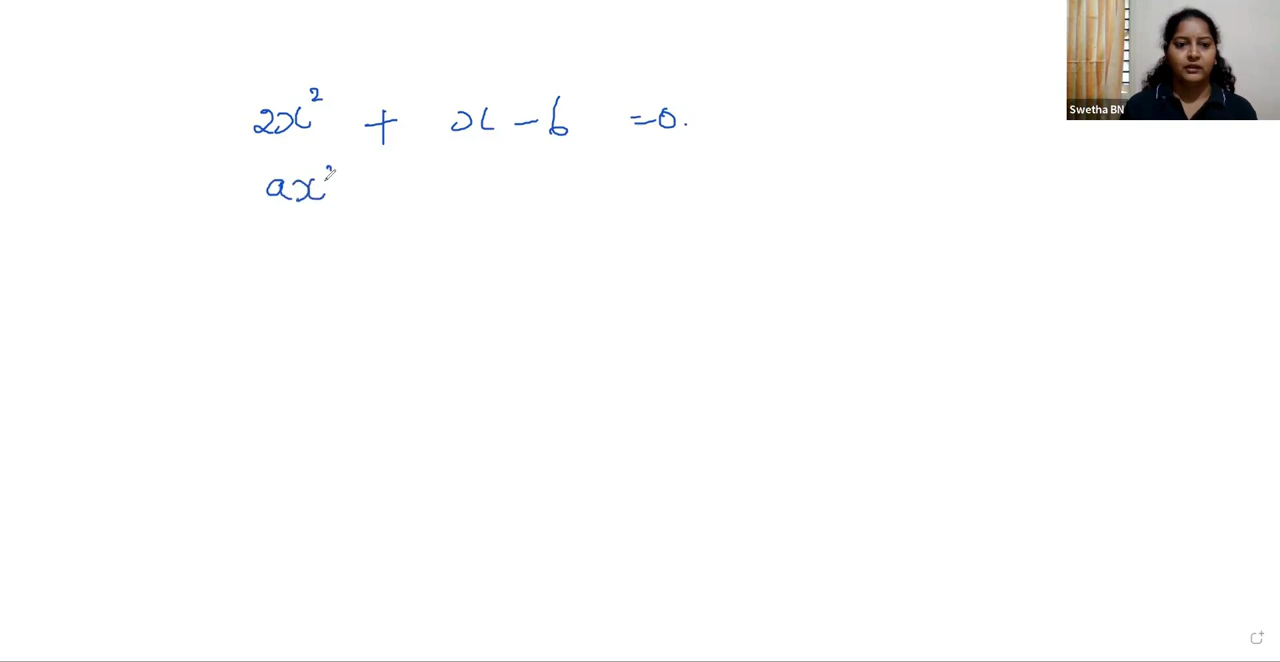 2x² + x - 6 = 0.
ax²
Swetha BN